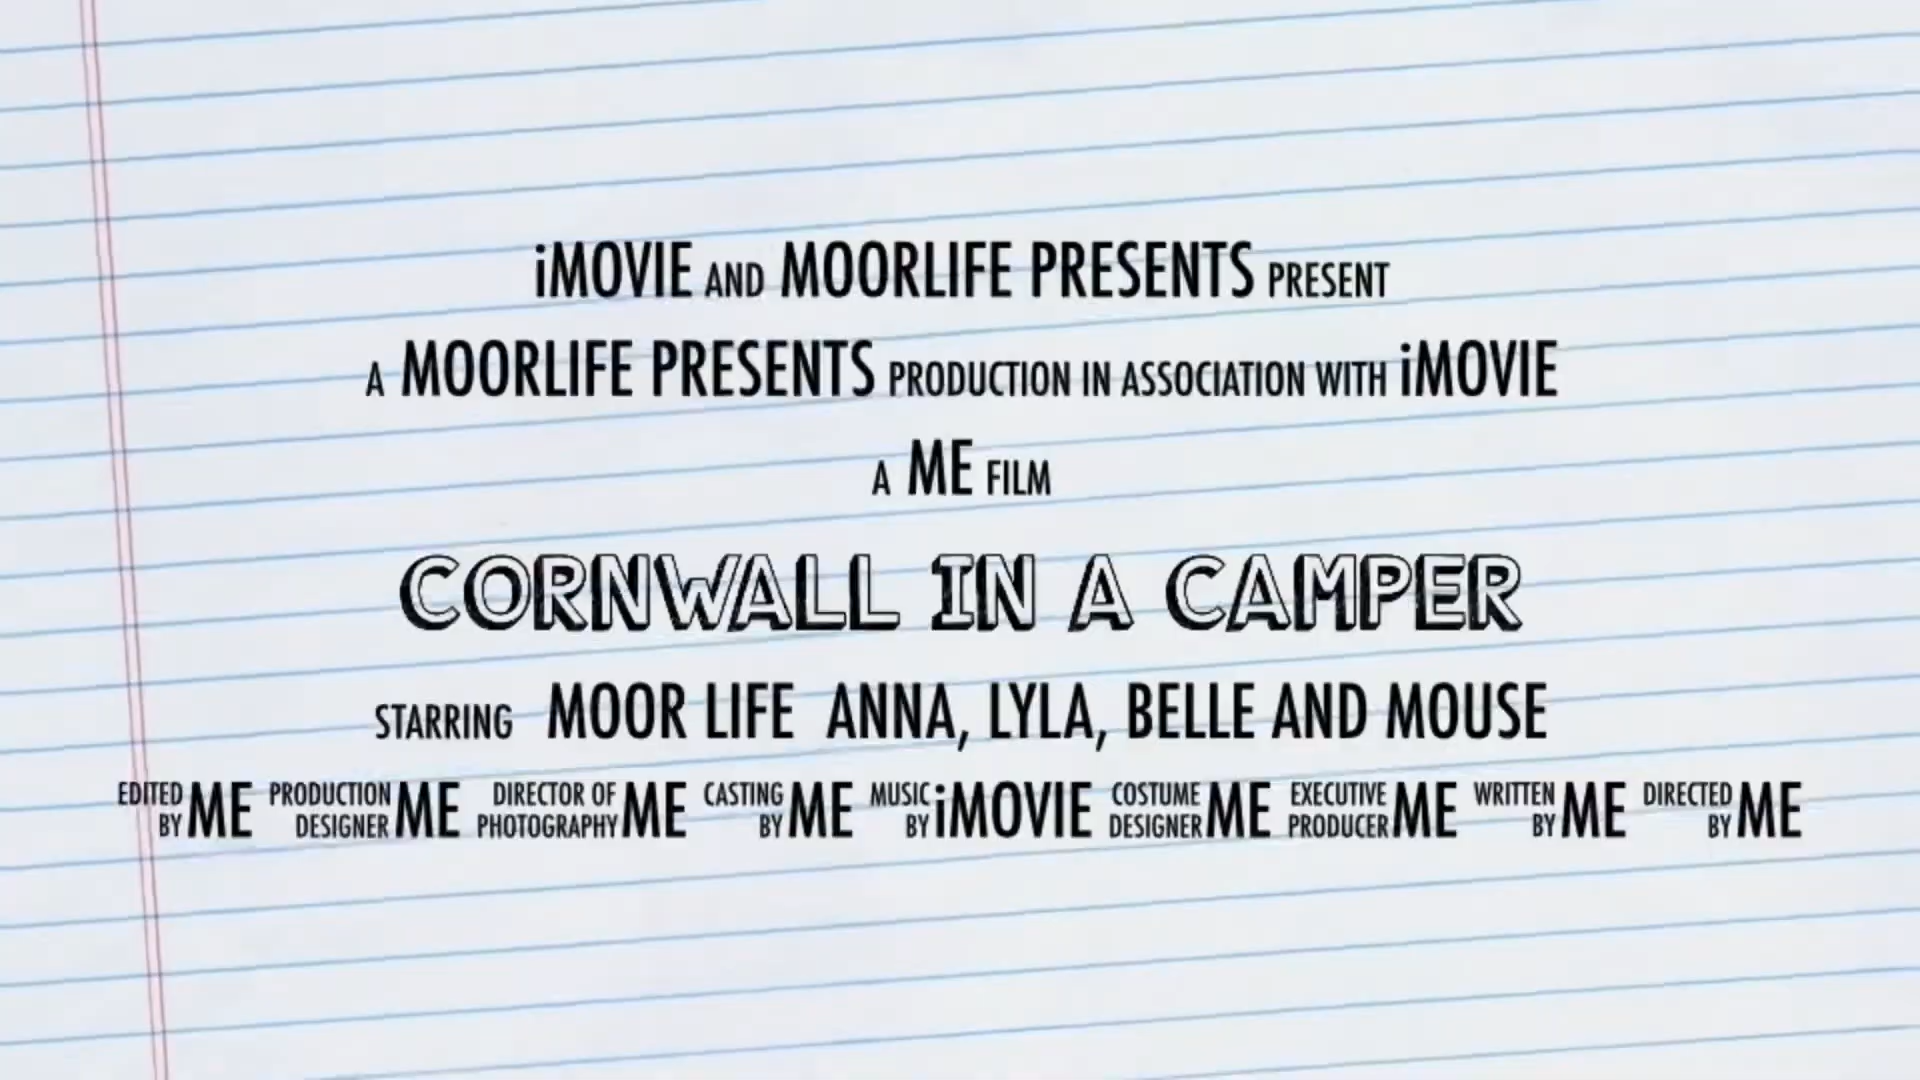 iMOVIE AND MOORLIFE PRESENTS PRESENT
A MOORLIFE PRESENTS PRODUCTION IN ASSOCIATION WITH iMOVIE
A ME FILM
CORNWALL IN A CAMPER
STARRING MOOR LIFE ANNA, LYLA, BELLE AND MOUSE
EDITED BY ME PRODUCTION DESIGNER ME DIRECTOR OF PHOTOGRAPHY ME CASTING BY ME MUSIC BY iMOVIE COSTUME DESIGNER ME EXECUTIVE PRODUCER ME WRITTEN BY ME DIRECTED BY ME